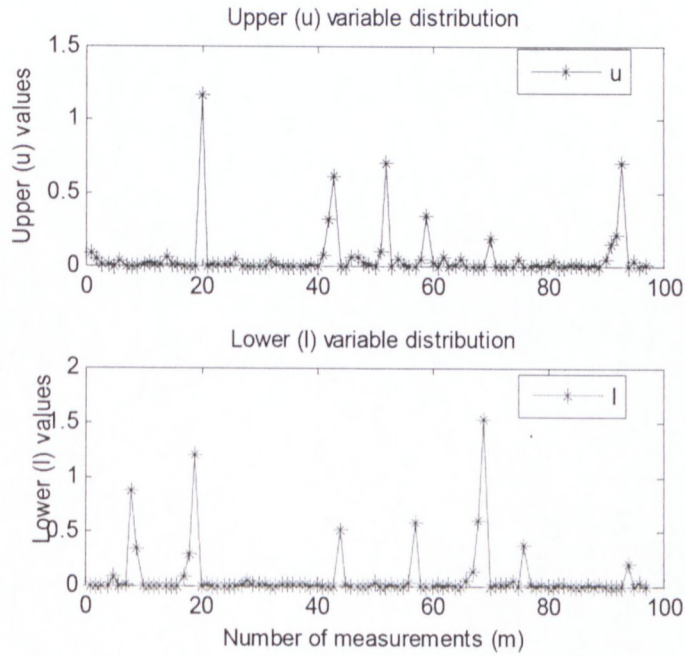 Upper (u) variable distribution
1.5
1
0.5
0
Upper (u) values
u
0 20 40 60 80 100
Lower (l) variable distribution
2
1.5
1
0.5
0
Lower (l) values
l
0 20 40 60 80 100
Number of measurements (m)